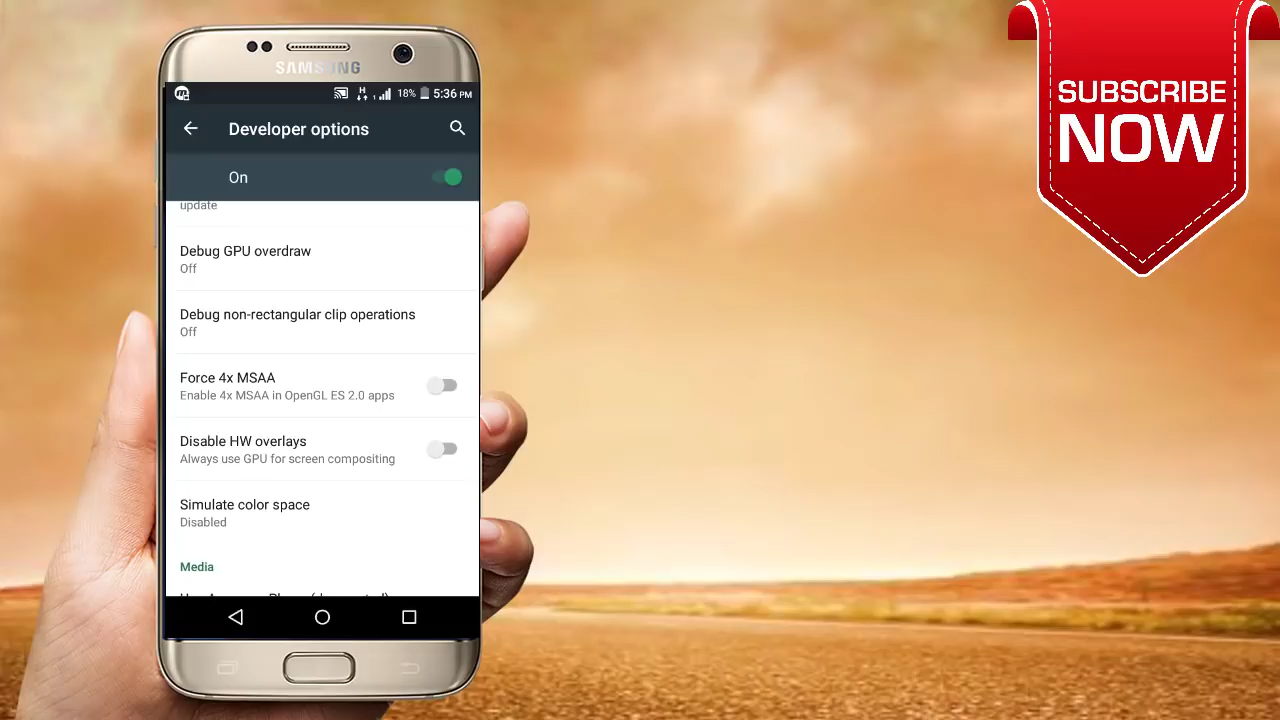 SAMSUNG
H
1
18%
5:36 PM
Developer options
On
update
Debug GPU overdraw
Off
Debug non-rectangular clip operations
Off
Force 4x MSAA
Enable 4x MSAA in OpenGL ES 2.0 apps
Disable HW overlays
Always use GPU for screen compositing
Simulate color space
Disabled
Media
SUBSCRIBE
NOW